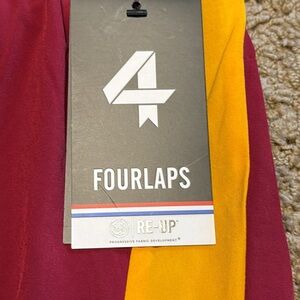 4
FOURLAPS
RE-UP
PROGRESSIVE FABRIC DEVELOPMENT